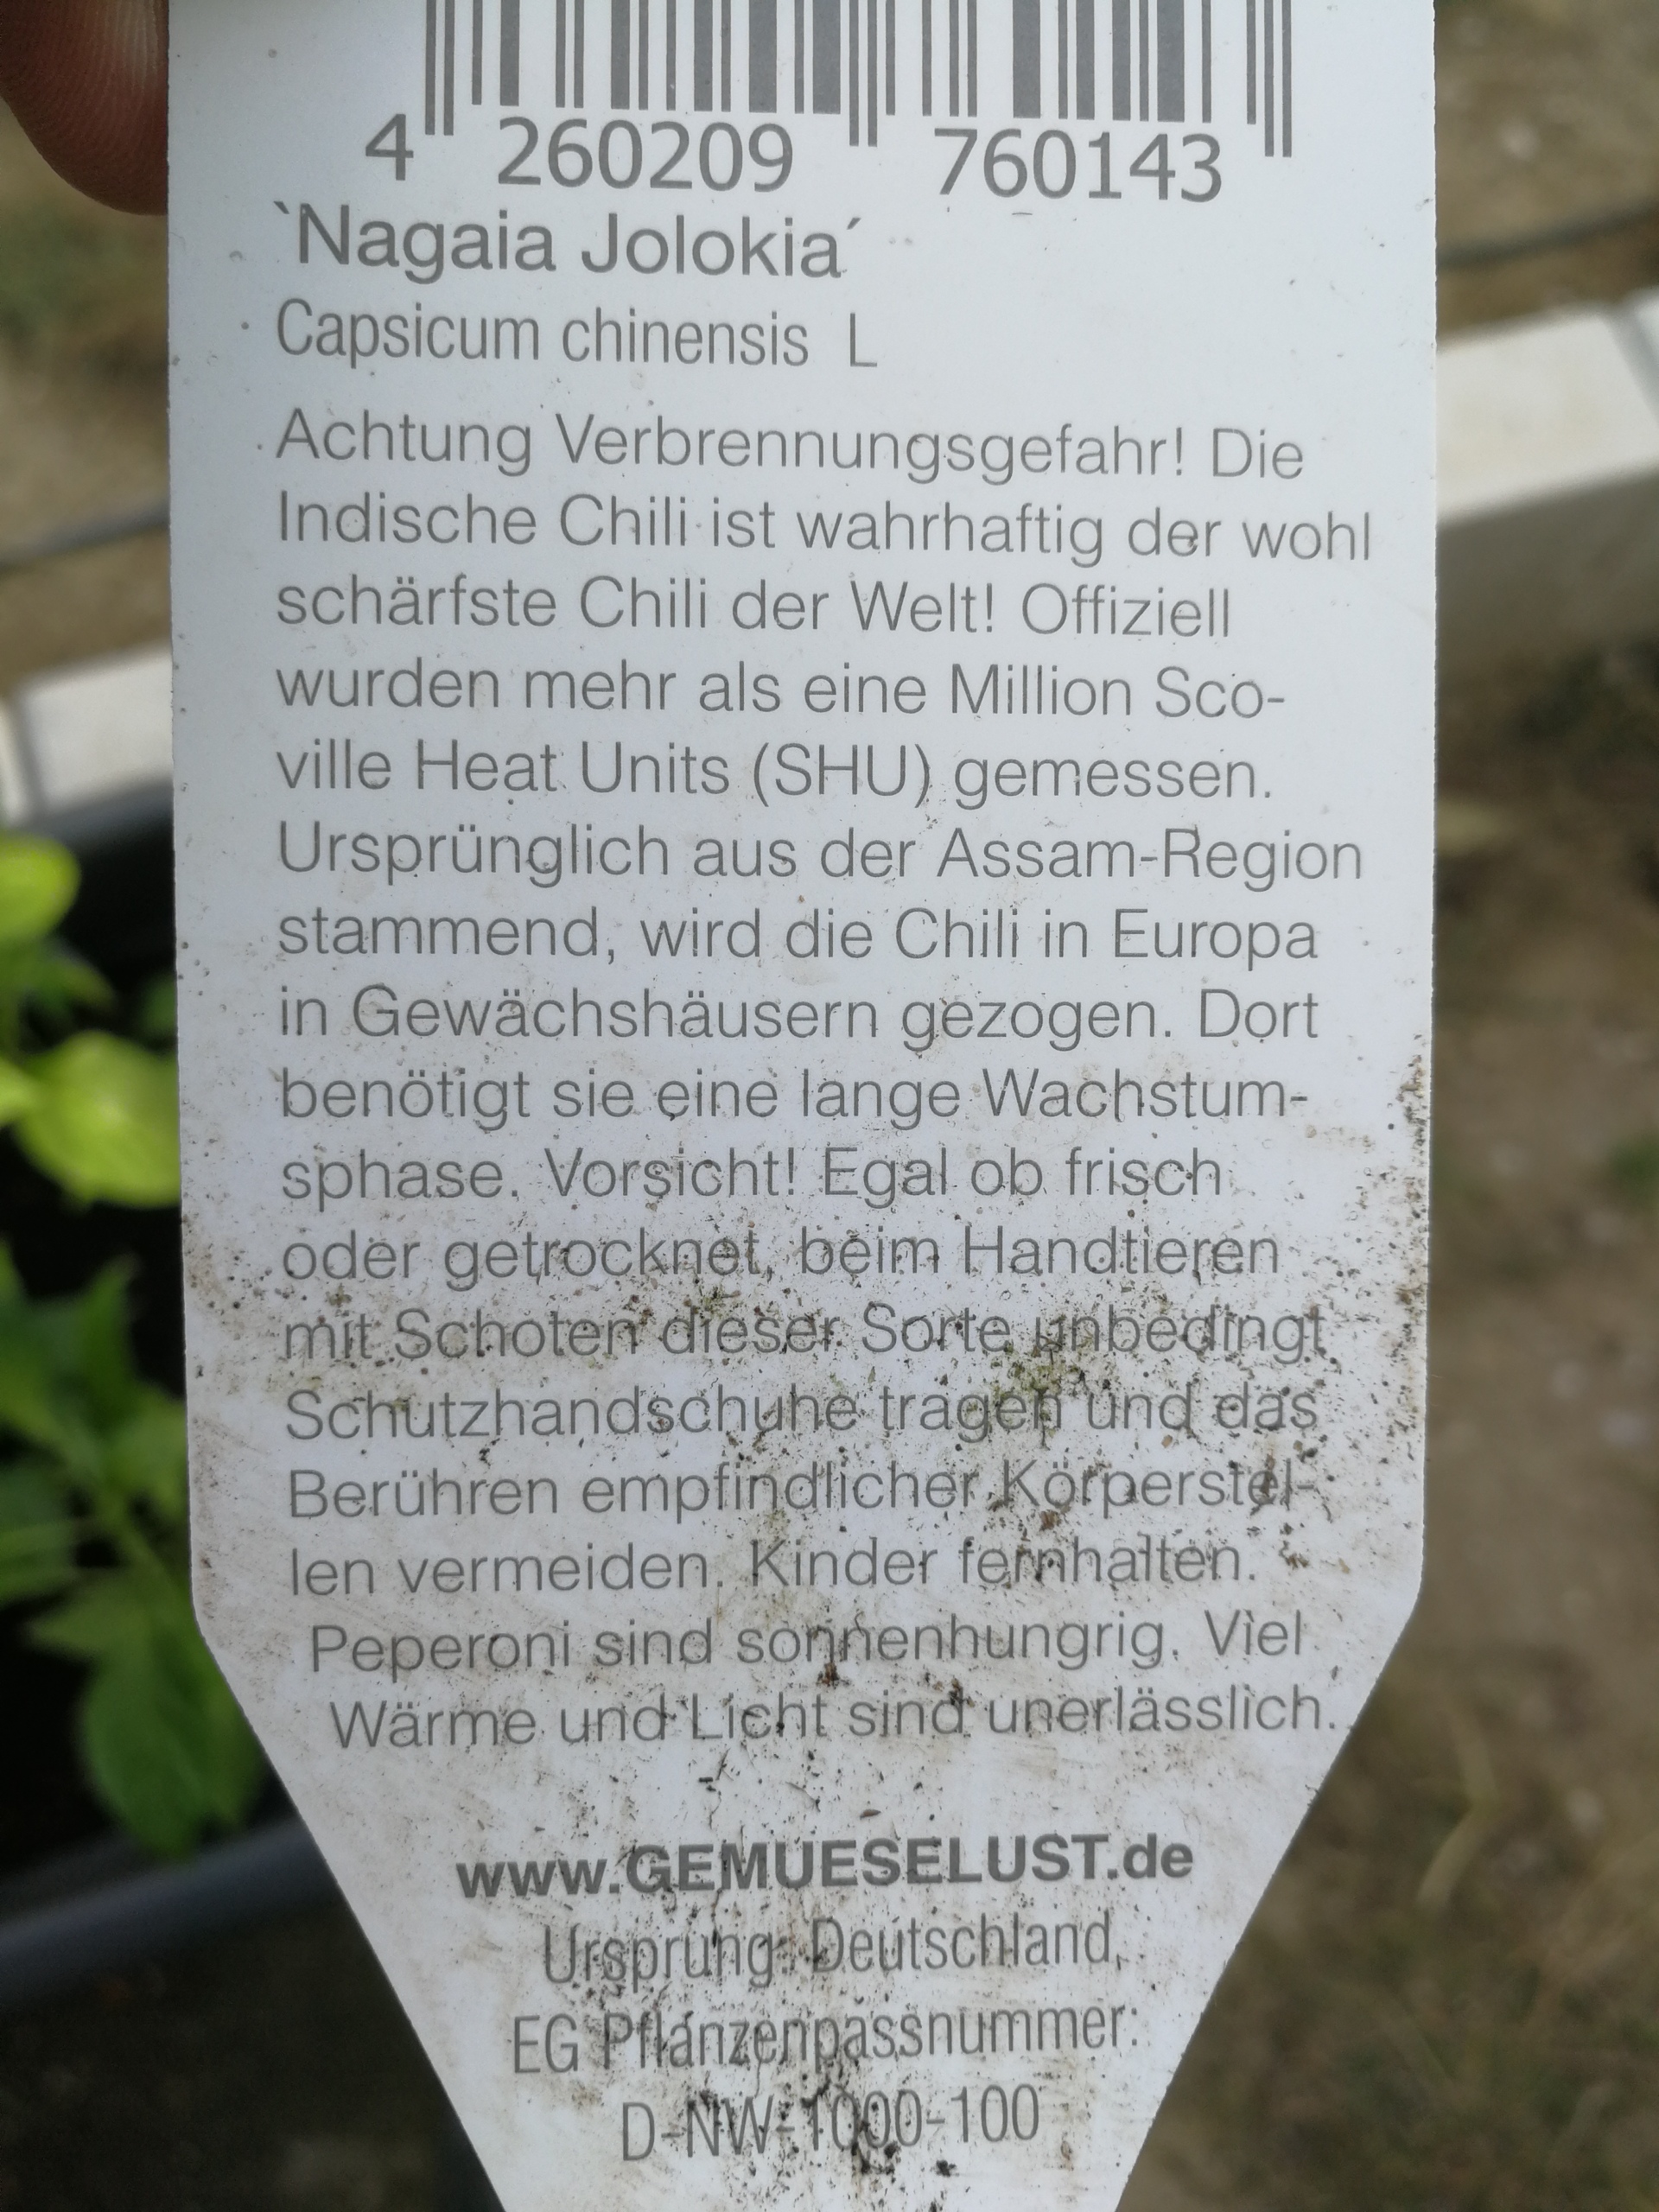 4 260209 760143
`Nagaia Jolokia´
Capsicum chinensis L
Achtung Verbrennungsgefahr! Die
Indische Chili ist wahrhaftig der wohl
schärfste Chili der Welt! Offiziell
wurden mehr als eine Million Sco-
ville Heat Units (SHU) gemessen.
Ursprünglich aus der Assam-Region
stammend, wird die Chili in Europa
in Gewächshäusern gezogen. Dort
benötigt sie eine lange Wachstum-
sphase. Vorsicht! Egal ob frisch
oder getrocknet, beim Handtieren
mit Schoten dieser Sorte unbedingt
Schutzhandschuhe tragen und das
Berühren empfindlicher Körperstel-
len vermeiden. Kinder fernhalten.
Peperoni sind sonnenhungrig. Viel
Wärme und Licht sind unerlässlich.
www.GEMUESELUST.de
Ursprung: Deutschland,
EG Pflanzenpassnummer:
D-NW-1000-100